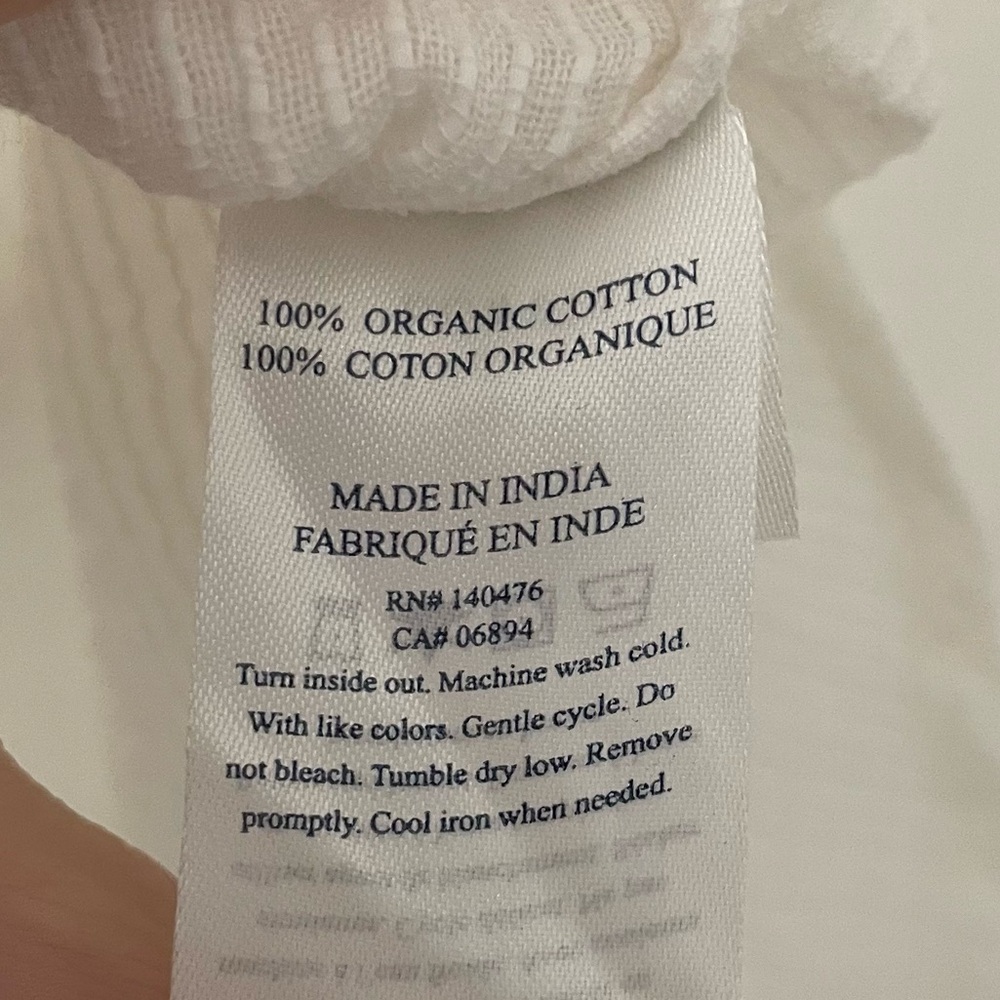 100% ORGANIC COTTON
100% COTON ORGANIQUE
MADE IN INDIA
FABRIQUÉ EN INDE
RN# 140476
CA# 06894
Turn inside out. Machine wash cold.
With like colors. Gentle cycle. Do
not bleach. Tumble dry low. Remove
promptly. Cool iron when needed.